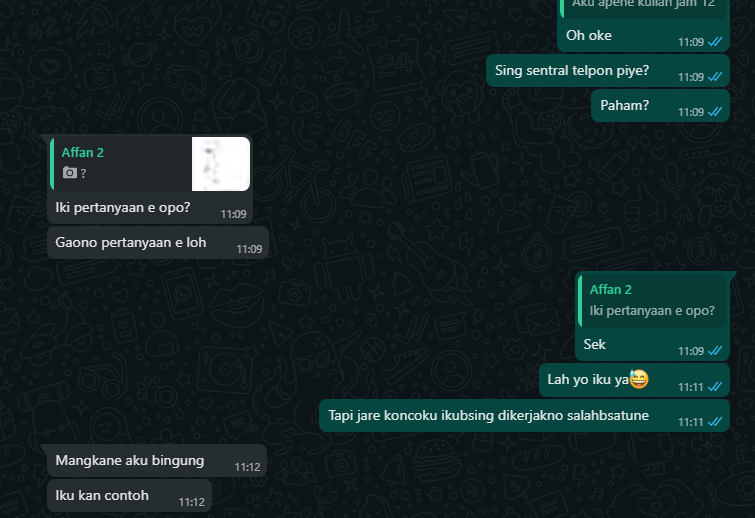 Aku apene kuliah jam 12
Oh oke
11:09
Sing sentral telpon piye?
11:09
Paham?
11:09
Affan 2
?
Iki pertanyaan e opo?
11:09
Gaono pertanyaan e loh
11:09
Affan 2
Iki pertanyaan e opo?
Sek
11:09
Lah yo iku ya😅
11:11
Tapi jare koncoku ikubsing dikerjakno salahbsatune
11:11
Mangkane aku bingung
11:12
Iku kan contoh
11:12